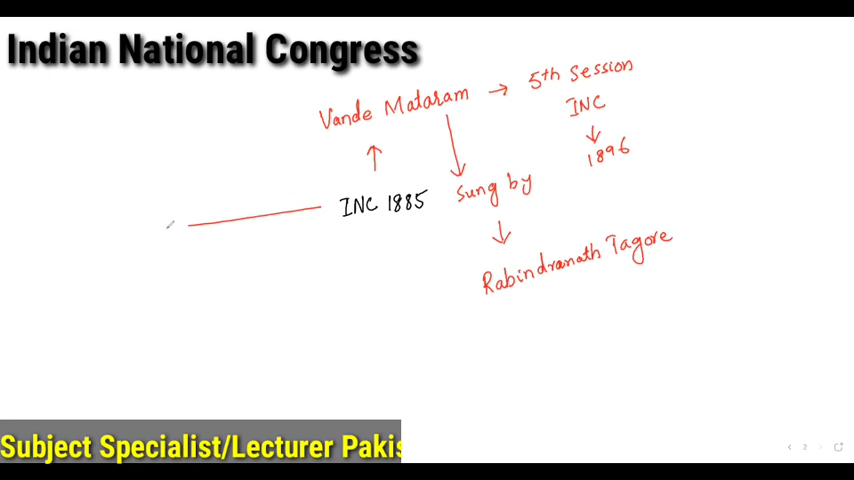 Indian National Congress
Vande Mataram → 5th Session
INC
↓
1896
↑
INC 1885
Sung by
↓
Rabindranath Tagore
Subject Specialist/Lecturer Pakis
2